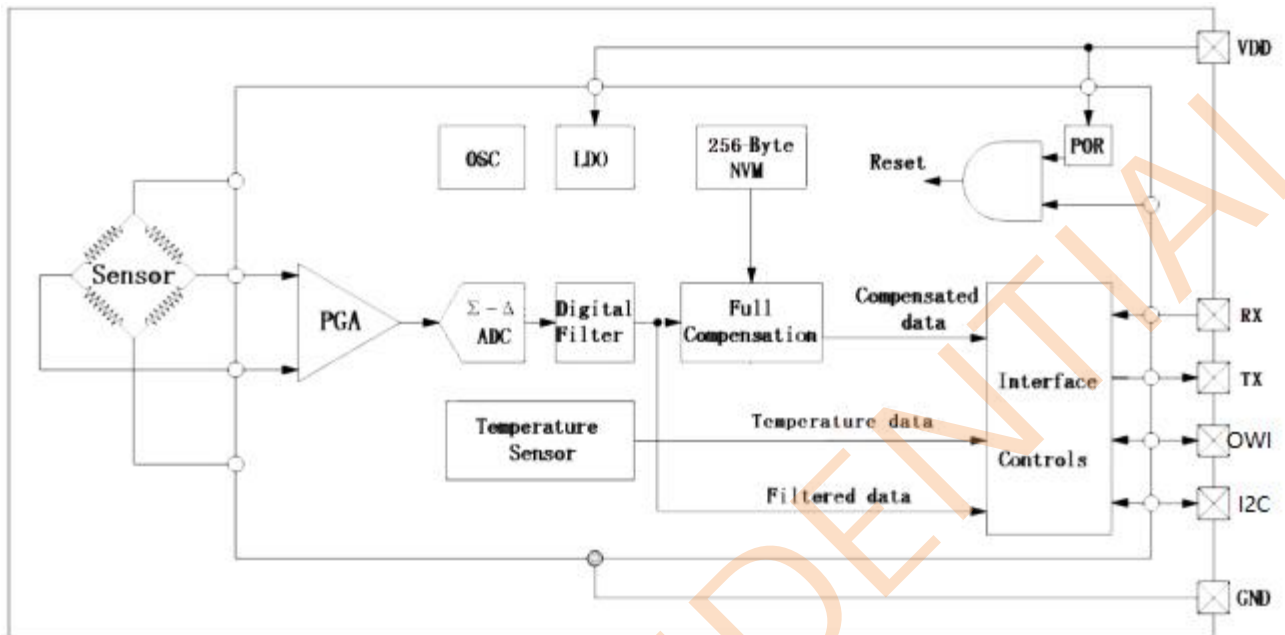 VDD
OSC
LDO
256-Byte
NVM
Reset
POR
Sensor
PGA
Σ-Δ
ADC
Digital
Filter
Full
Compensation
Compensated
data
RX
Interface
TX
Temperature
Sensor
Temperature data
Controls
OWI
Filtered data
I2C
GND
CONFIDENTIAL